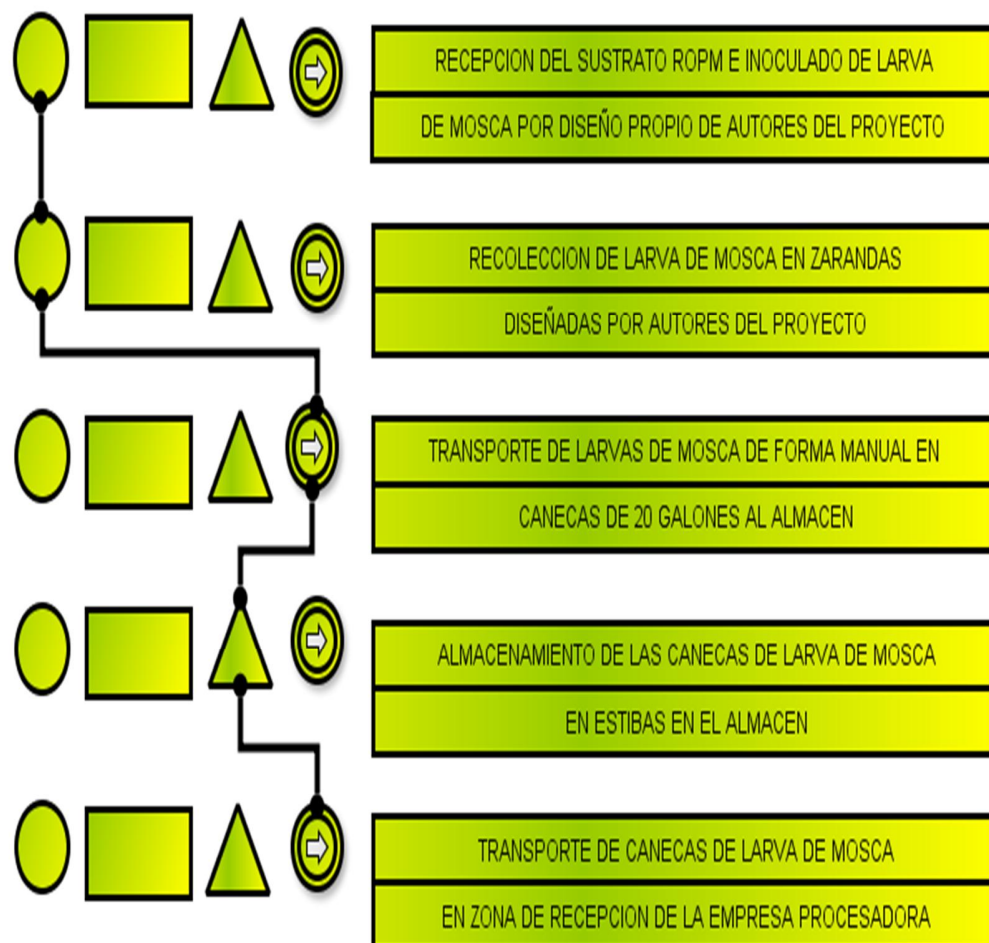 RECEPCION DEL SUSTRATO ROPM E INOCULADO DE LARVA
DE MOSCA POR DISEÑO PROPIO DE AUTORES DEL PROYECTO
RECOLECCION DE LARVA DE MOSCA EN ZARANDAS
DISEÑADAS POR AUTORES DEL PROYECTO
TRANSPORTE DE LARVAS DE MOSCA DE FORMA MANUAL EN
CANECAS DE 20 GALONES AL ALMACEN
ALMACENAMIENTO DE LAS CANECAS DE LARVA DE MOSCA
EN ESTIBAS EN EL ALMACEN
TRANSPORTE DE CANECAS DE LARVA DE MOSCA
EN ZONA DE RECEPCION DE LA EMPRESA PROCESADORA